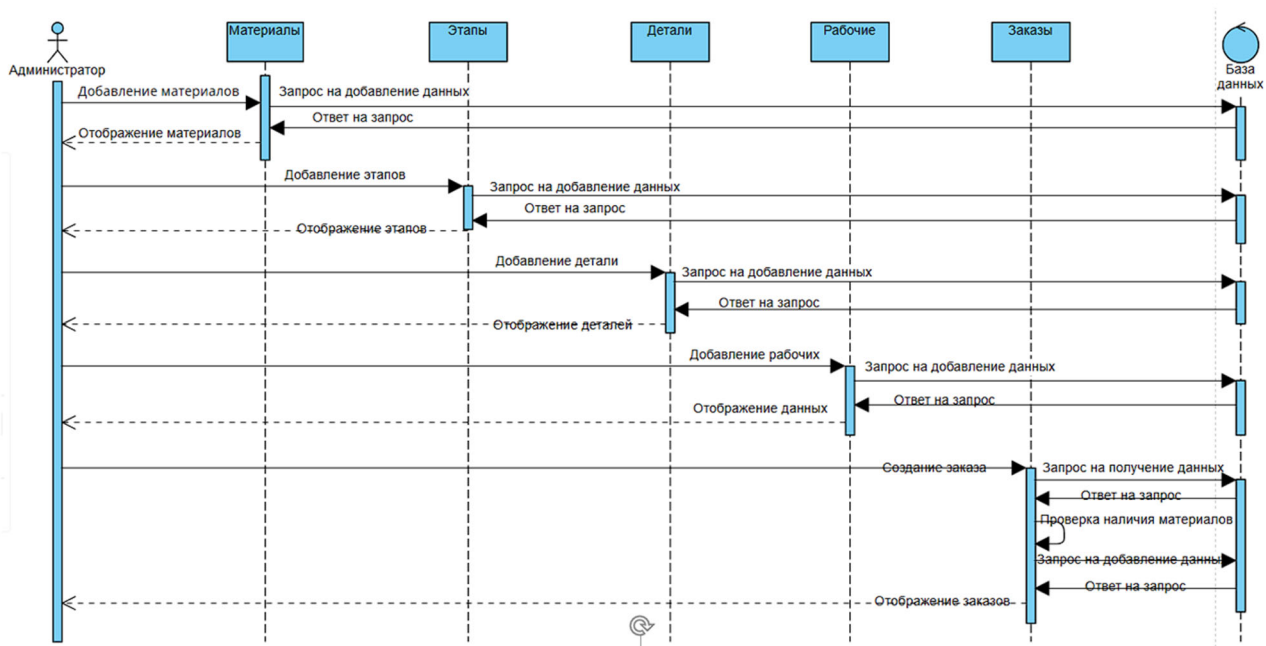 Материалы
Этапы
Детали
Рабочие
Заказы
Администратор
База
данных
Добавление материалов
Запрос на добавление данных
Ответ на запрос
Отображение материалов
Добавление этапов
Запрос на добавление данных
Ответ на запрос
Отображение этапов
Добавление детали
Запрос на добавление данных
Ответ на запрос
Отображение деталей
Добавление рабочих
Запрос на добавление данных
Ответ на запрос
Отображение данных
Создание заказа
Запрос на получение данных
Ответ на запрос
Проверка наличия материалов
Запрос на добавление данных
Ответ на запрос
Отображение заказов